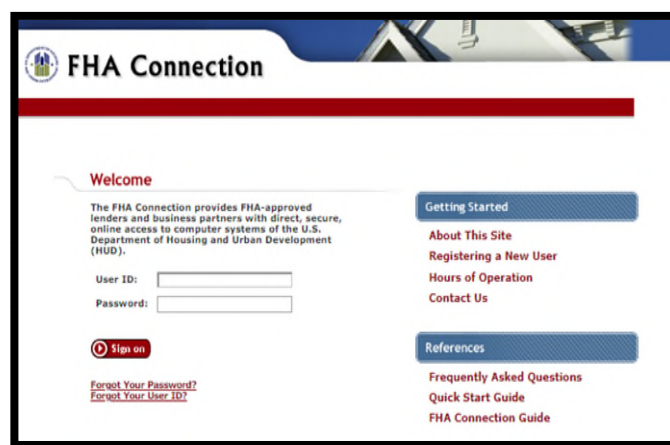 FHA Connection
Welcome
The FHA Connection provides FHA-approved
lenders and business partners with direct, secure,
online access to computer systems of the U.S.
Department of Housing and Urban Development
(HUD).
User ID:
Password:
Sign on
Forgot Your Password?
Forgot Your User ID?
Getting Started
About This Site
Registering a New User
Hours of Operation
Contact Us
References
Frequently Asked Questions
Quick Start Guide
FHA Connection Guide